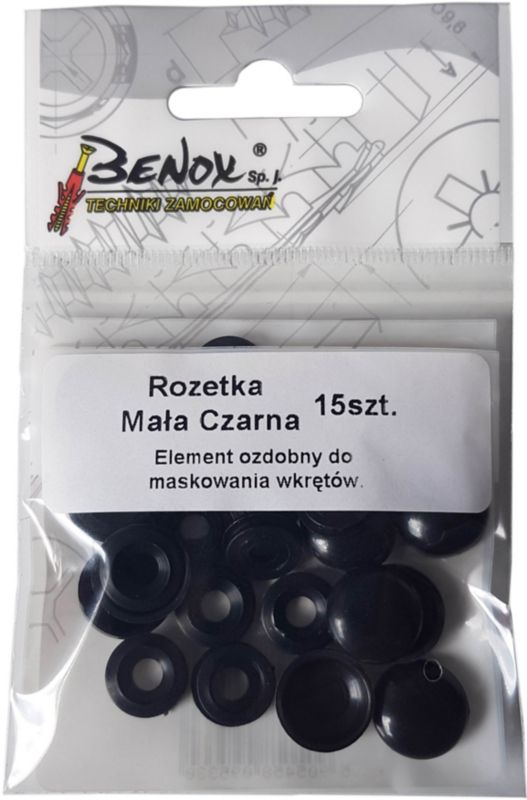 BENOX ® Sp. j.
TECHNIKI ZAMOCOWAŃ
Rozetka
Mała Czarna 15szt.
Element ozdobny do
maskowania wkrętów.